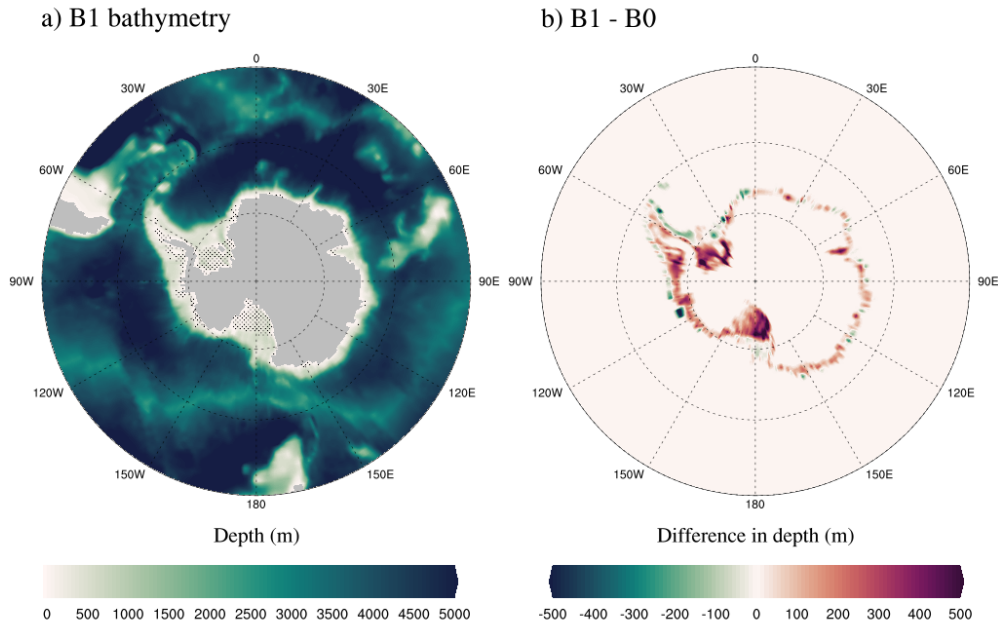 a) B1 bathymetry
b) B1 - B0
0
30W
30E
60W
60E
90W
90E
120W
120E
150W
150E
180
0
30W
30E
60W
60E
90W
90E
120W
120E
150W
150E
180
Depth (m)
0 500 1000 1500 2000 2500 3000 3500 4000 4500 5000
Difference in depth (m)
-500 -400 -300 -200 -100 0 100 200 300 400 500